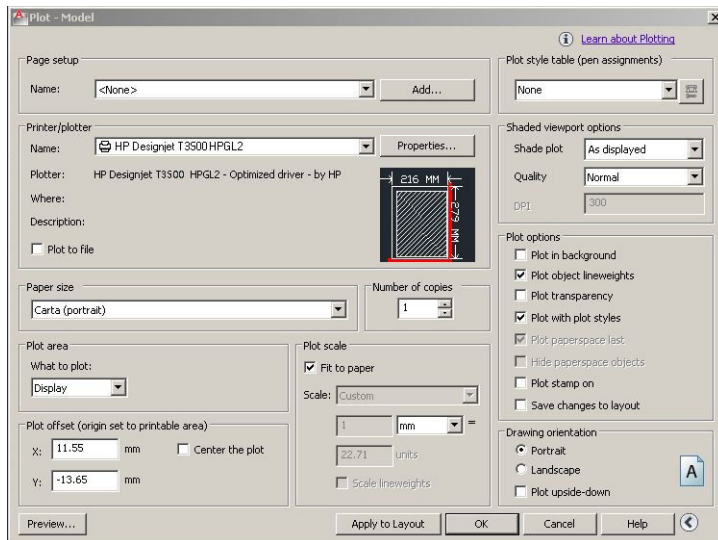 Plot - Model
Learn about Plotting
Page setup
Name: <None> Add...
Plot style table (pen assignments)
None
Printer/plotter
Name: HP Designjet T3500 HPGL2 Properties...
Plotter: HP Designjet T3500 HPGL2 - Optimized driver - by HP
Where:
Description:
Plot to file
216 MM
279 MM
Shaded viewport options
Shade plot As displayed
Quality Normal
DPI 300
Paper size
Carta (portrait)
Number of copies
1
Plot options
Plot in background
Plot object lineweights
Plot transparency
Plot with plot styles
Plot paperspace last
Hide paperspace objects
Plot stamp on
Save changes to layout
Plot area
What to plot:
Display
Plot scale
Fit to paper
Scale: Custom
1 mm =
22.71 units
Scale lineweights
Plot offset (origin set to printable area)
X: 11.55 mm Center the plot
Y: -13.65 mm
Drawing orientation
Portrait
Landscape
Plot upside-down
A
Preview... Apply to Layout OK Cancel Help